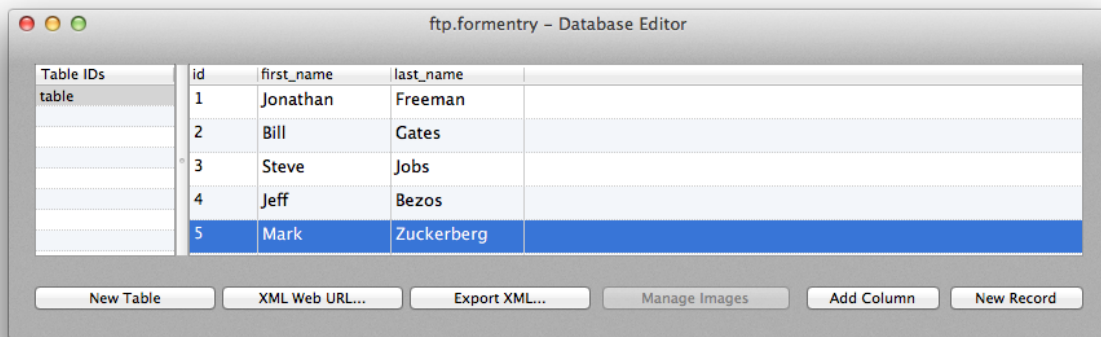 ftp.formentry – Database Editor
Table IDs id first_name last_name
table 1 Jonathan Freeman
2 Bill Gates
3 Steve Jobs
4 Jeff Bezos
5 Mark Zuckerberg
New Table XML Web URL... Export XML... Manage Images Add Column New Record